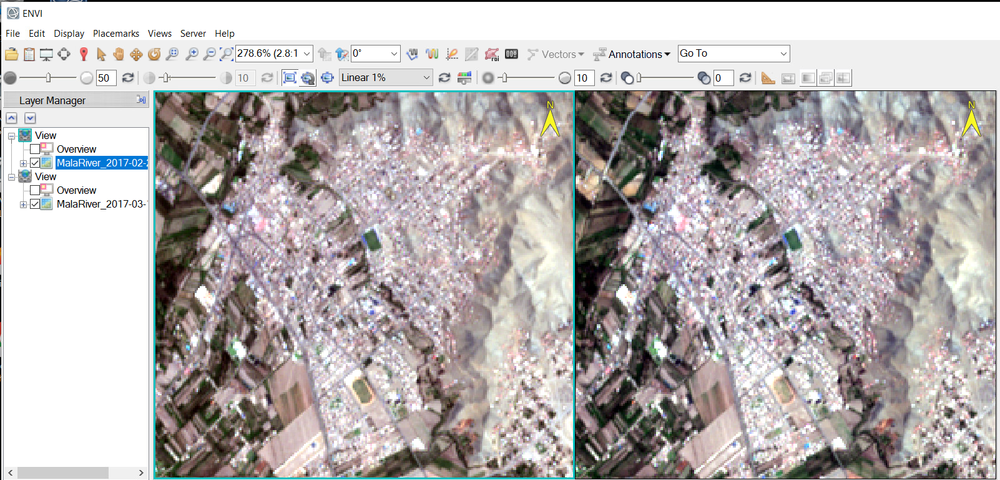 ENVI
File Edit Display Placemarks Views Server Help
278.6% (2.8:1 0° Vectors Annotations Go To
50 10 Linear 1% 10 0
Layer Manager
View
Overview
MalaRiver_2017-02-
View
Overview
MalaRiver_2017-03-
N
N